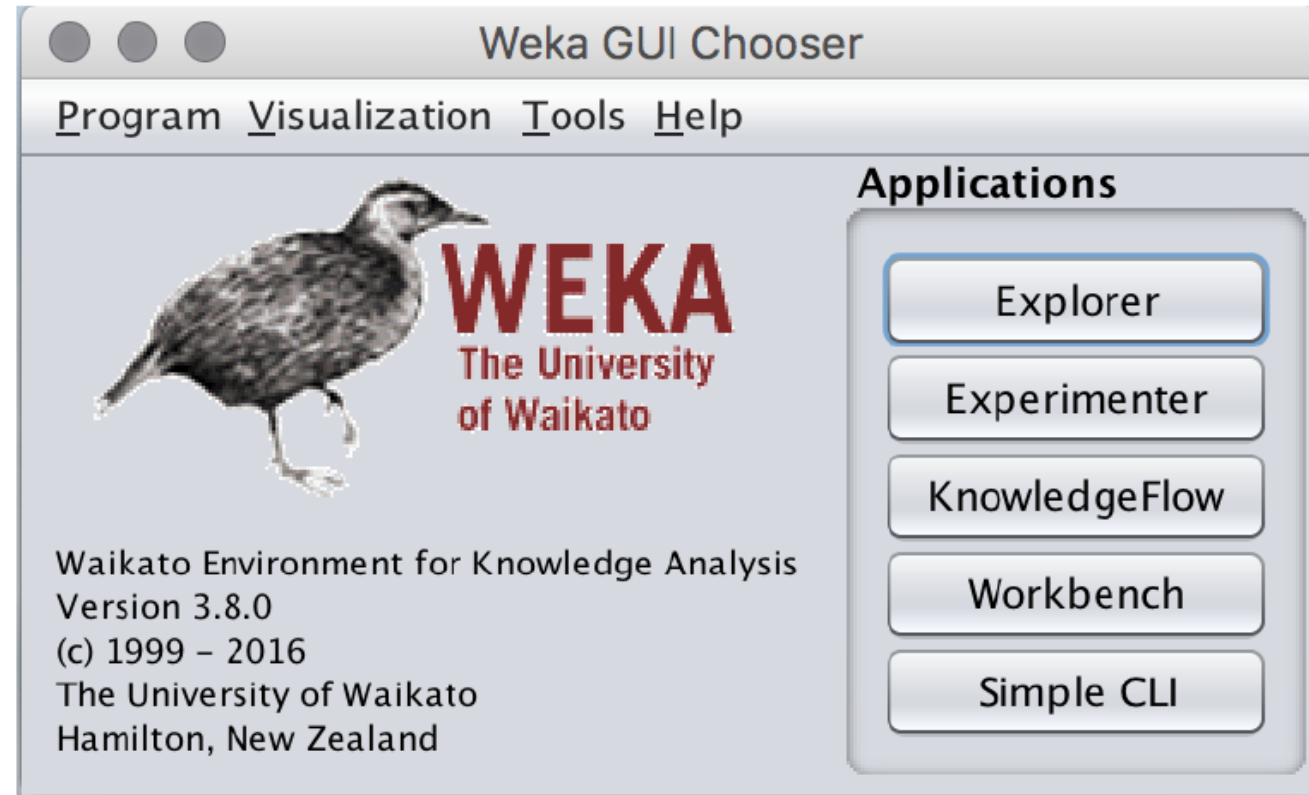 Weka GUI Chooser
Program Visualization Tools Help
WEKA
The University
of Waikato
Waikato Environment for Knowledge Analysis
Version 3.8.0
(c) 1999 – 2016
The University of Waikato
Hamilton, New Zealand
Applications
Explorer
Experimenter
KnowledgeFlow
Workbench
Simple CLI